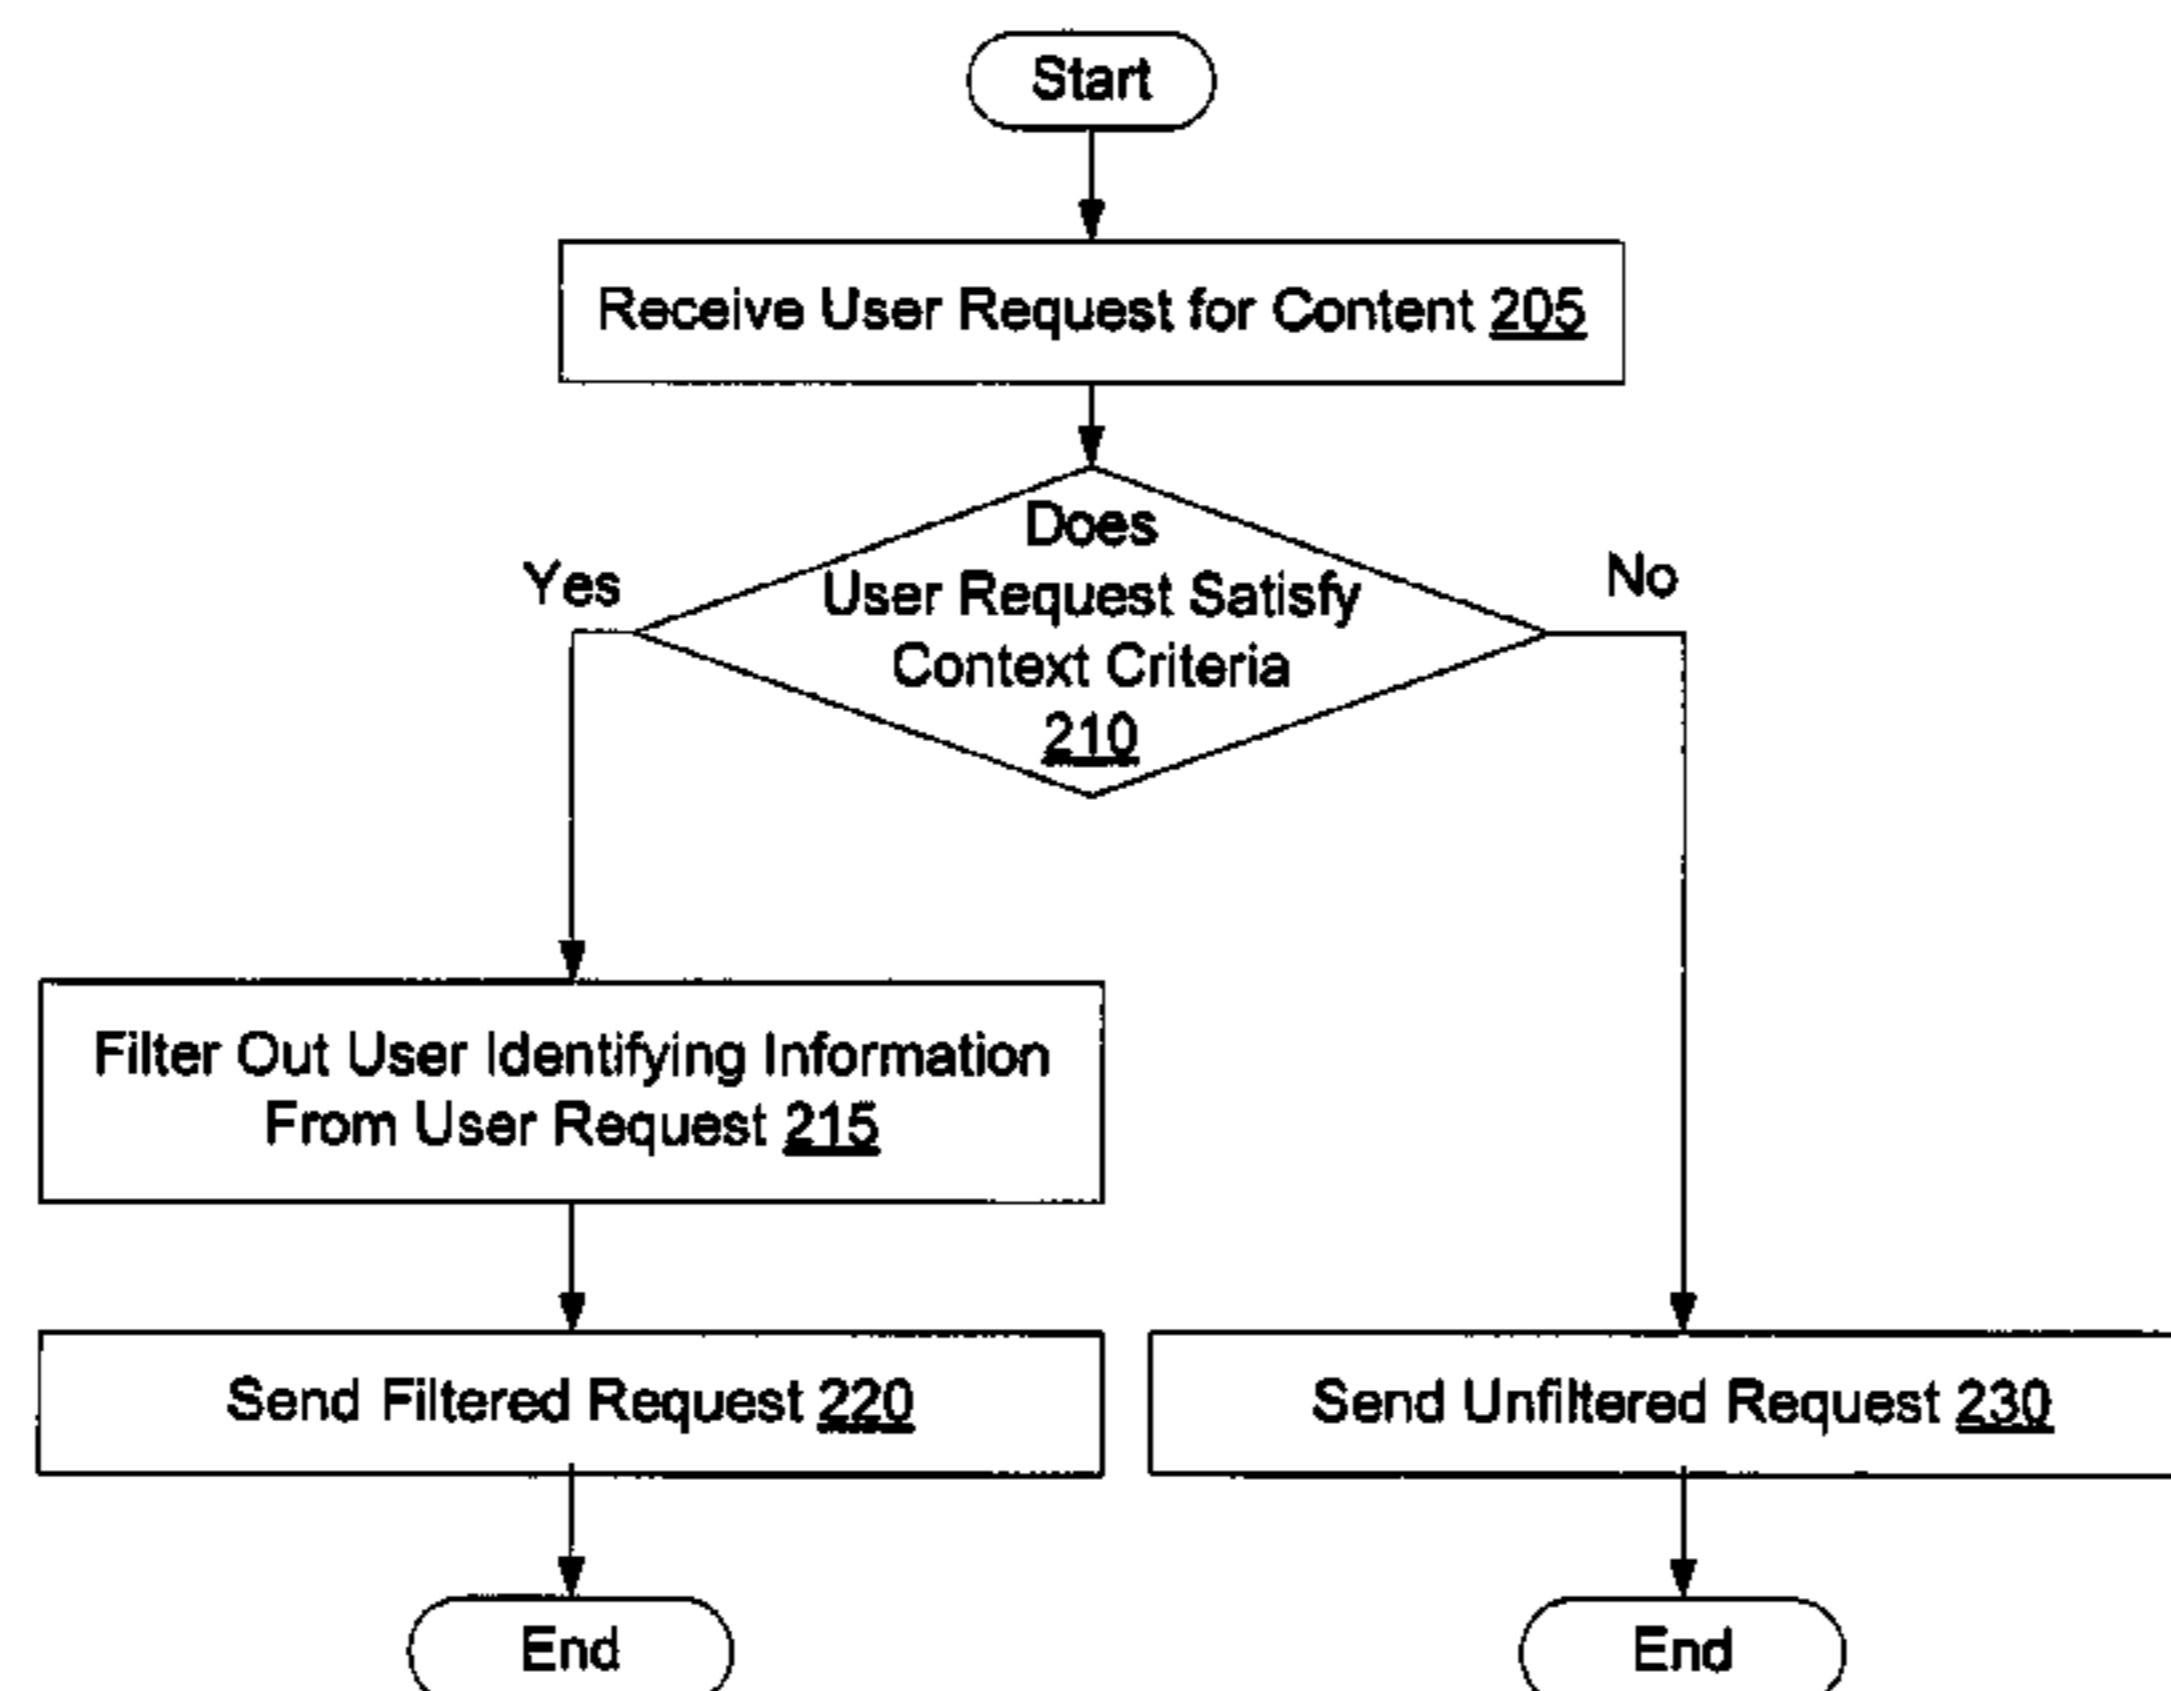 Start
Receive User Request for Content 205
Does
User Request Satisfy
Context Criteria
210
Yes
No
Filter Out User Identifying Information
From User Request 215
Send Filtered Request 220
Send Unfiltered Request 230
End
End